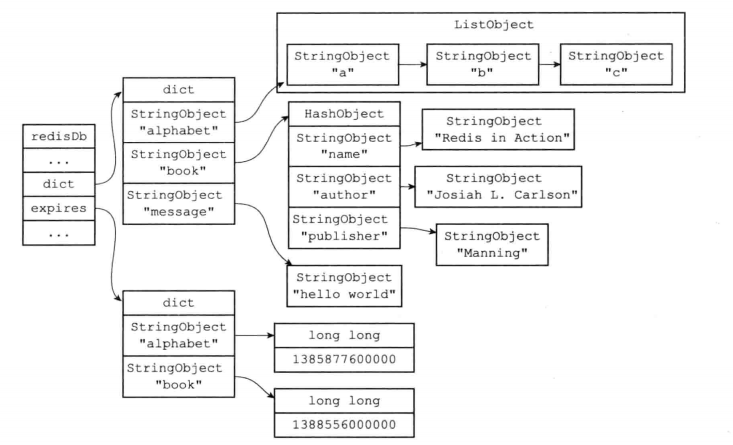 ListObject
StringObject
"a"
StringObject
"b"
StringObject
"c"
redisDb
...
dict
expires
...
dict
StringObject
"alphabet"
StringObject
"book"
StringObject
"message"
HashObject
StringObject
"name"
StringObject
"author"
StringObject
"publisher"
StringObject
"Redis in Action"
StringObject
"Josiah L. Carlson"
StringObject
"Manning"
StringObject
"hello world"
dict
StringObject
"alphabet"
StringObject
"book"
long long
1385877600000
long long
1388556000000